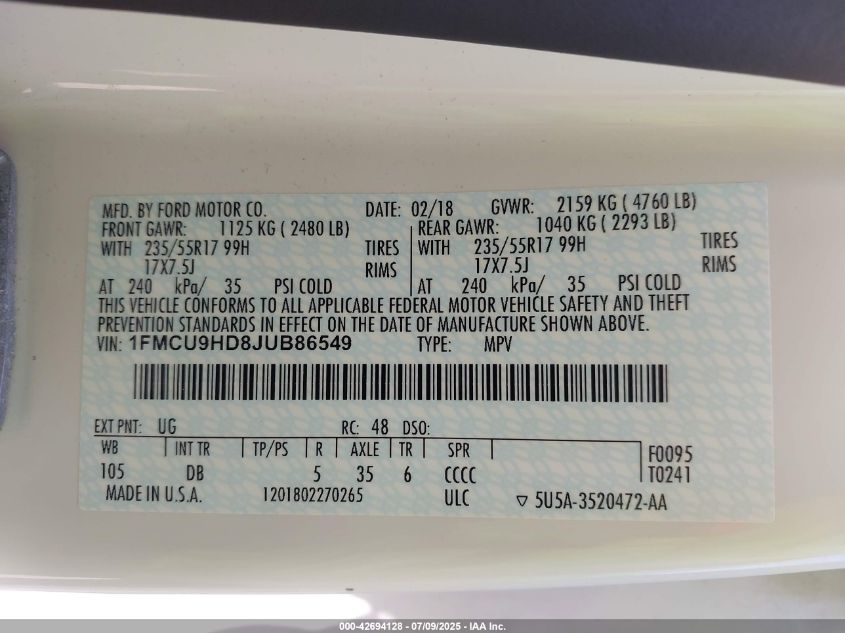 MFD. BY FORD MOTOR CO. DATE: 02/18 GVWR: 2159 KG ( 4760 LB)
FRONT GAWR: 1125 KG ( 2480 LB) REAR GAWR: 1040 KG ( 2293 LB)
WITH 235/55R17 99H TIRES WITH 235/55R17 99H TIRES
17X7.5J RIMS 17X7.5J RIMS
AT 240 kPa/ 35 PSI COLD AT 240 kPa/ 35 PSI COLD
THIS VEHICLE CONFORMS TO ALL APPLICABLE FEDERAL MOTOR VEHICLE SAFETY AND THEFT
PREVENTION STANDARDS IN EFFECT ON THE DATE OF MANUFACTURE SHOWN ABOVE.
VIN: 1FMCU9HD8JUB86549 TYPE: MPV
EXT PNT: UG RC: 48 DSO:
WB INT TR TP/PS R AXLE TR SPR F0095
105 DB 5 35 6 CCCC T0241
MADE IN U.S.A. 1201802270265 ULC ▽ 5U5A-3520472-AA
000-42694128 - 07/09/2025 - IAA Inc.